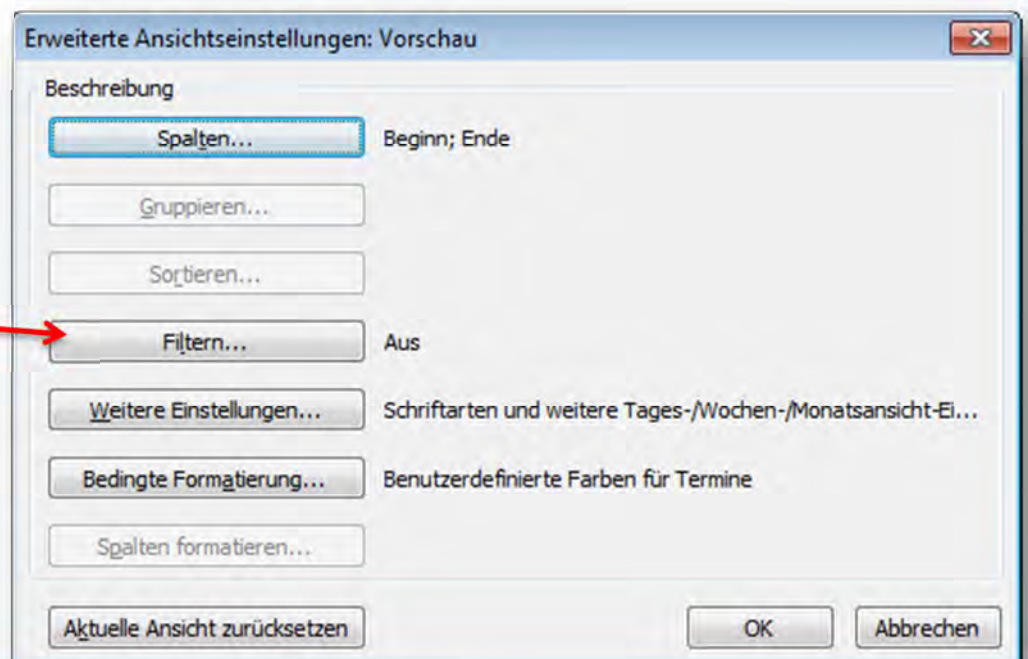 Erweiterte Ansichtseinstellungen: Vorschau
Beschreibung
Spalten... Beginn; Ende
Gruppieren...
Sortieren...
Filtern... Aus
Weitere Einstellungen... Schriftarten und weitere Tages-/Wochen-/Monatsansicht-Ei...
Bedingte Formatierung... Benutzerdefinierte Farben für Termine
Spalten formatieren...
Aktuelle Ansicht zurücksetzen OK Abbrechen